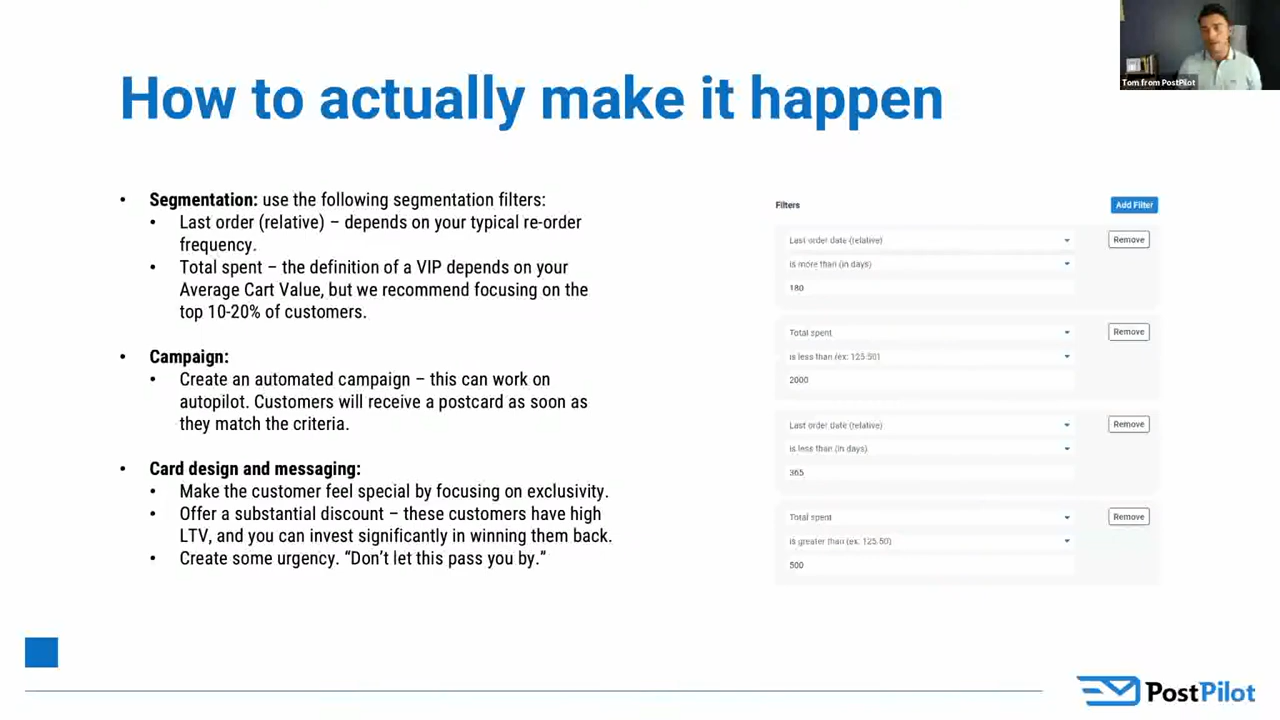 Tom from PostPilot
How to actually make it happen
• Segmentation: use the following segmentation filters:
• Last order (relative) – depends on your typical re-order
frequency.
• Total spent – the definition of a VIP depends on your
Average Cart Value, but we recommend focusing on the
top 10-20% of customers.
• Campaign:
• Create an automated campaign – this can work on
autopilot. Customers will receive a postcard as soon as
they match the criteria.
• Card design and messaging:
• Make the customer feel special by focusing on exclusivity.
• Offer a substantial discount – these customers have high
LTV, and you can invest significantly in winning them back.
• Create some urgency. “Don’t let this pass you by.”
Filters
Add Filter
Last order date (relative)
Remove
is more than (in days)
180
Total spent
Remove
is less than (ex: 125.50)
2000
Last order date (relative)
Remove
is less than (in days)
365
Total spent
Remove
is greater than (ex: 125.50)
500
PostPilot